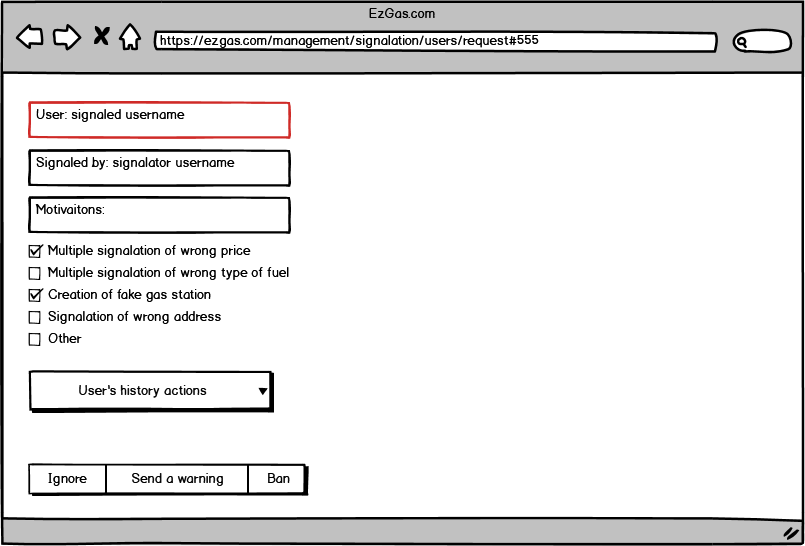 EzGas.com
https://ezgas.com/management/signalation/users/request#555
User: signaled username
Signaled by: signalator username
Motivaitons:
Multiple signalation of wrong price
Multiple signalation of wrong type of fuel
Creation of fake gas station
Signalation of wrong address
Other
User's history actions
Ignore Send a warning Ban